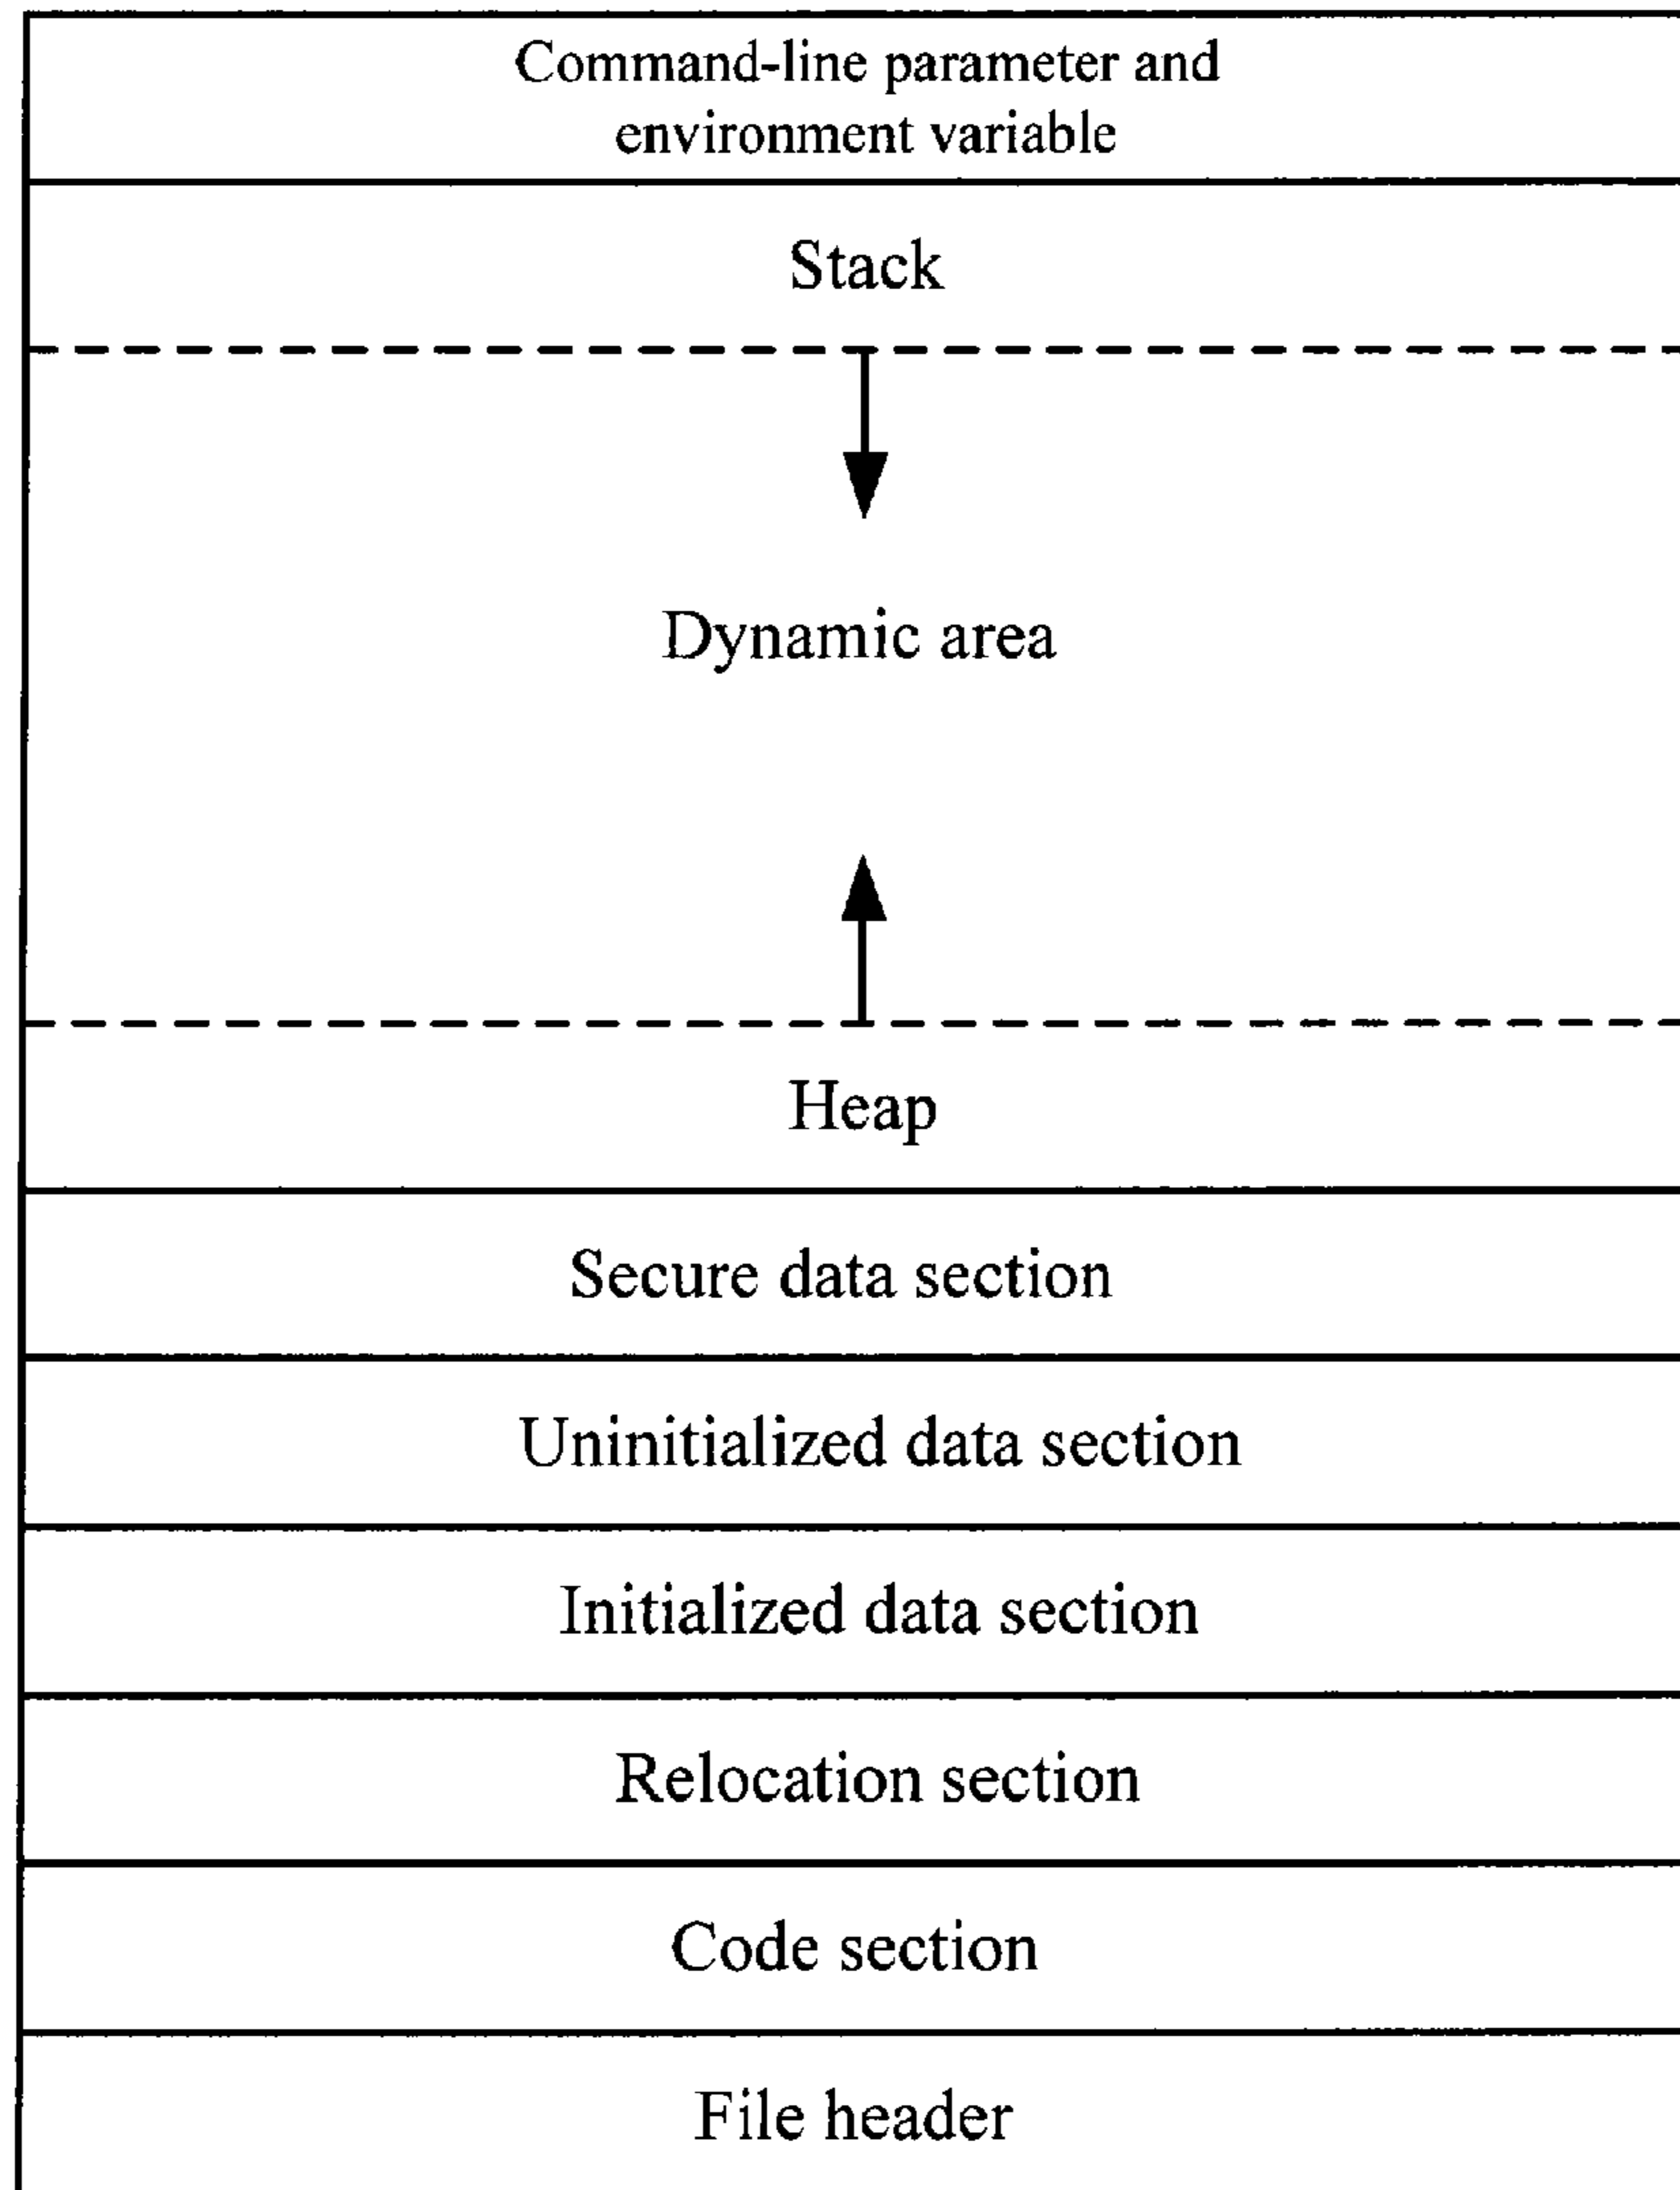 Command-line parameter and
environment variable
Stack
Dynamic area
Heap
Secure data section
Uninitialized data section
Initialized data section
Relocation section
Code section
File header